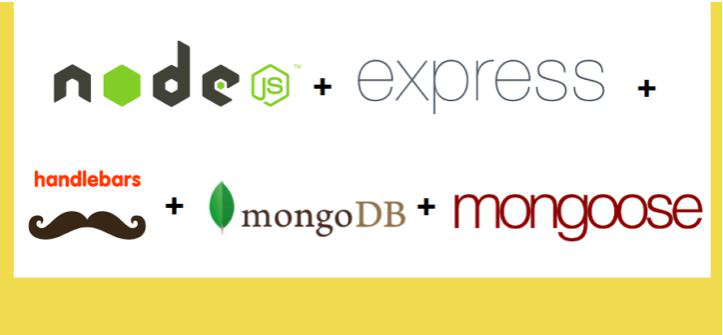 node JS ™ + express +
handlebars + mongoDB + mongoose